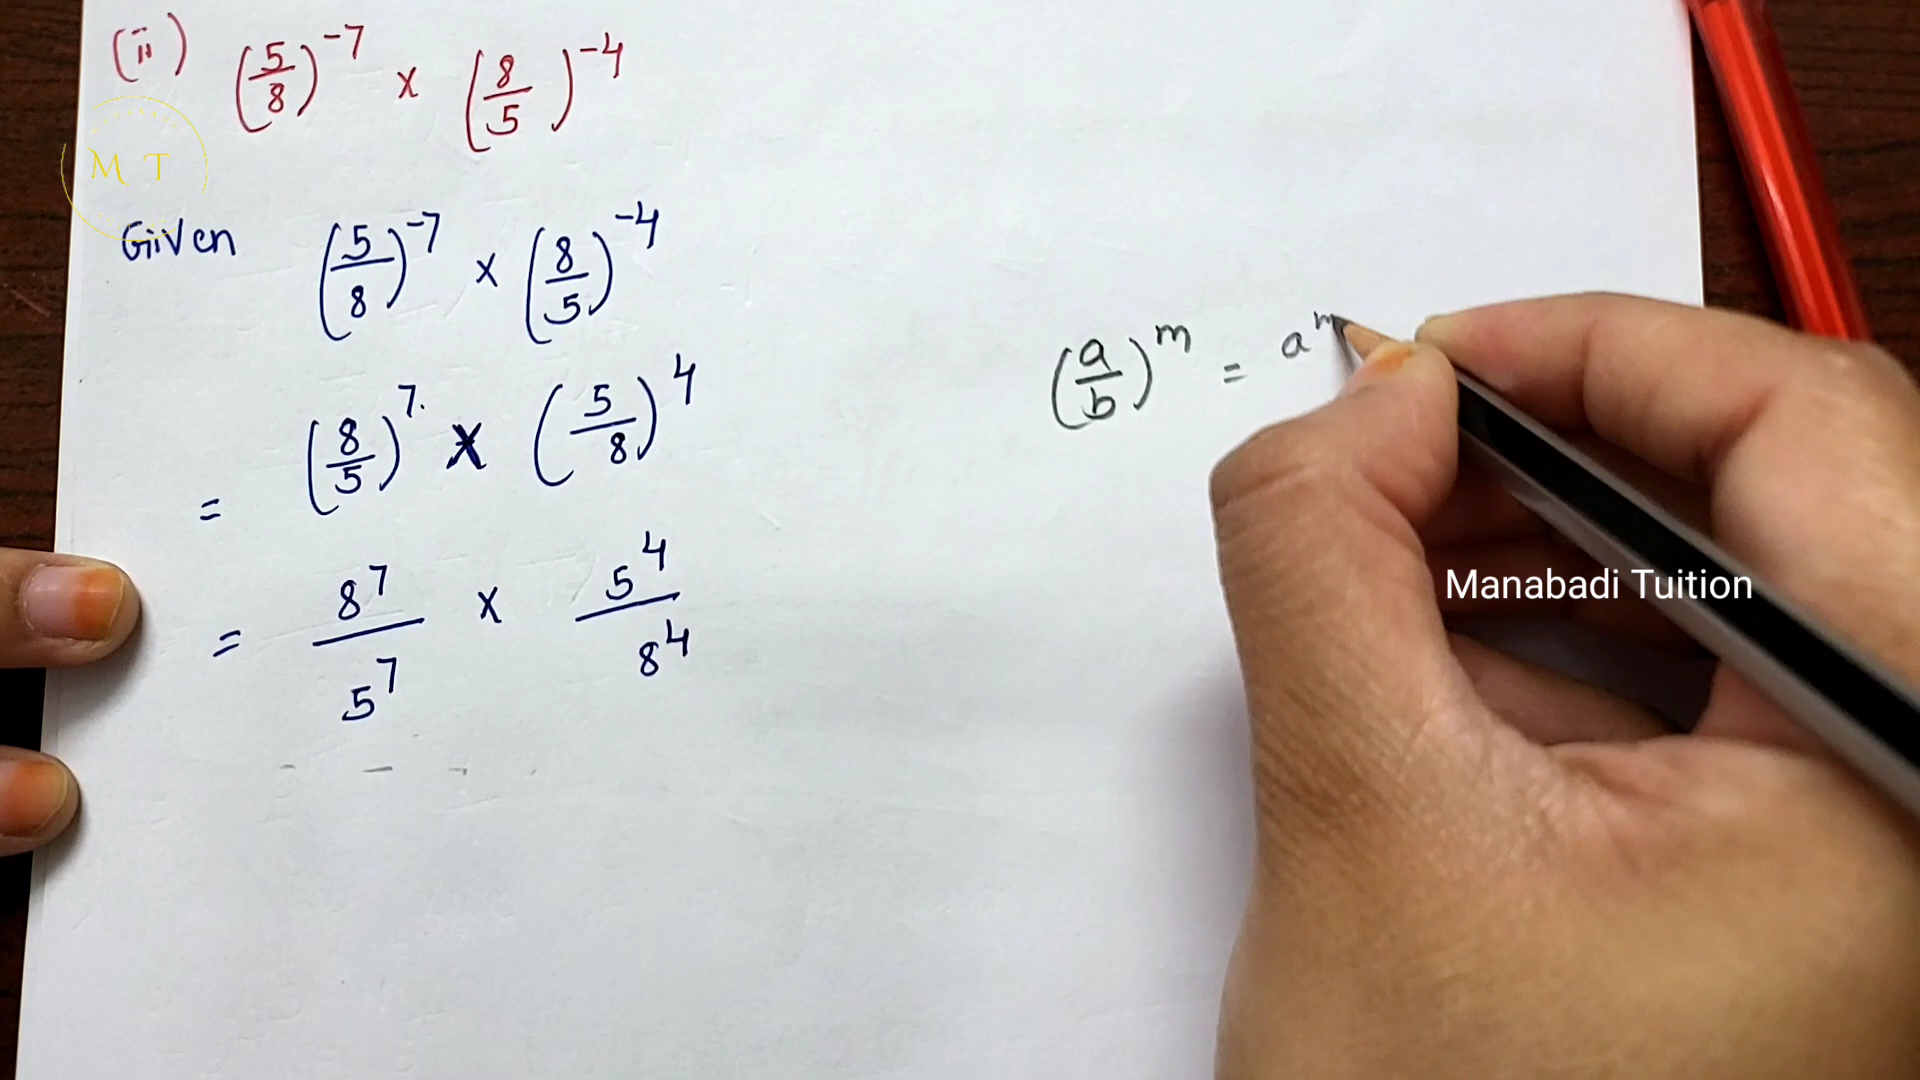 (ii) (5/8)^-7 x (8/5)^-4
M T
Given (5/8)^-7 x (8/5)^-4
= (8/5)^7. x (5/8)^4
= 8^7/5^7 x 5^4/8^4
(a/b)^m = a^m
Manabadi Tuition